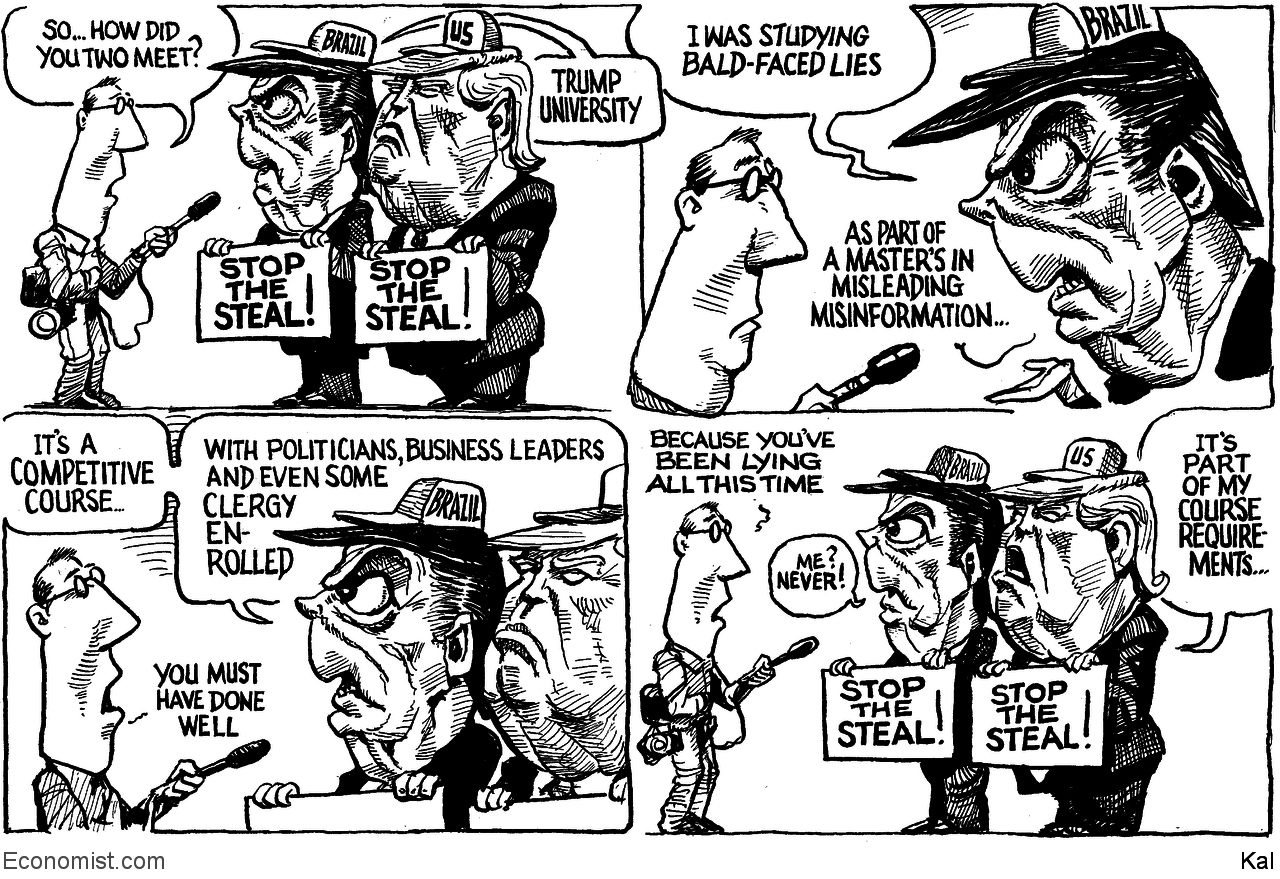 SO... HOW DID
YOU TWO MEET?
BRAZIL
US
TRUMP
UNIVERSITY
STOP
THE
STEAL!
STOP
THE
STEAL!
I WAS STUDYING
BALD-FACED LIES
BRAZIL
AS PART OF
A MASTER'S IN
MISLEADING
MISINFORMATION...
IT'S A
COMPETITIVE
COURSE...
WITH POLITICIANS, BUSINESS LEADERS
AND EVEN SOME
CLERGY
EN-
ROLLED
BRAZIL
YOU MUST
HAVE DONE
WELL
BECAUSE YOU'VE
BEEN LYING
ALL THIS TIME
ME?
NEVER!
BRAZIL
US
IT'S
PART
OF MY
COURSE
REQUIRE-
MENTS...
STOP
THE
STEAL!
STOP
THE
STEAL!
Economist.com
Kal